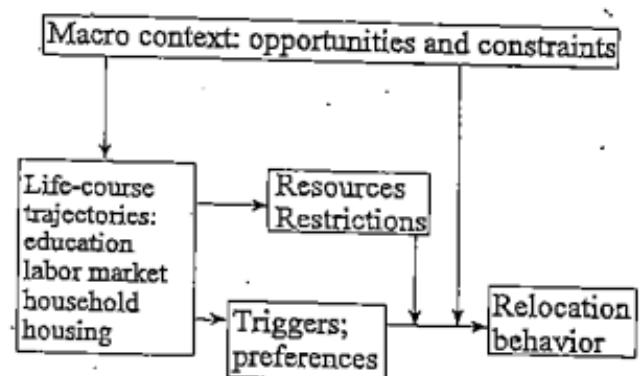 Macro context: opportunities and constraints
Life-course
trajectories:
education
labor market
household
housing
Resources
Restrictions
Triggers;
preferences
Relocation
behavior